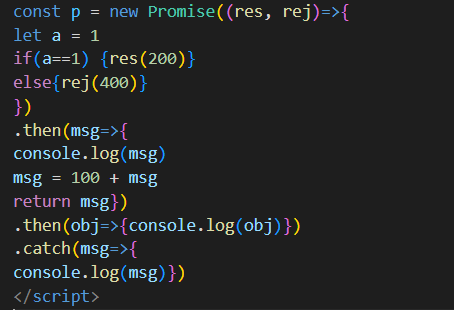 const p = new Promise((res, rej)=>{
let a = 1
if(a==1) {res(200)}
else{rej(400)}
})
.then(msg=>{
console.log(msg)
msg = 100 + msg
return msg})
.then(obj=>{console.log(obj)})
.catch(msg=>{
console.log(msg)})
</script>